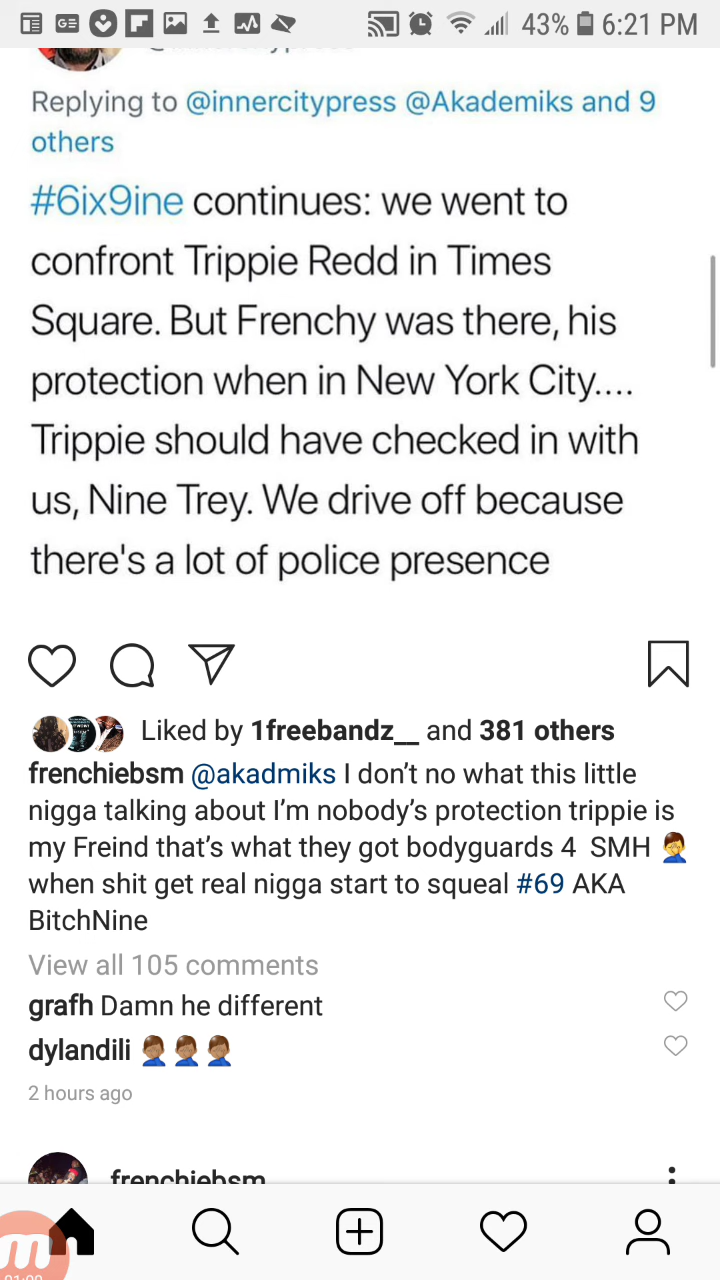 43% 6:21 PM
Replying to @innercitypress @Akademiks and 9
others
#6ix9ine continues: we went to
confront Trippie Redd in Times
Square. But Frenchy was there, his
protection when in New York City....
Trippie should have checked in with
us, Nine Trey. We drive off because
there's a lot of police presence
Liked by 1freebandz__ and 381 others
frenchiebsm @akadmiks I don't no what this little
nigga talking about I'm nobody's protection trippie is
my Freind that's what they got bodyguards 4 SMH 🤦‍♂️
when shit get real nigga start to squeal #69 AKA
BitchNine
View all 105 comments
grafh Damn he different
dylandili 🤦🏽‍♂️🤦🏽‍♂️🤦🏽‍♂️
2 hours ago
frenchiebsm
01:00